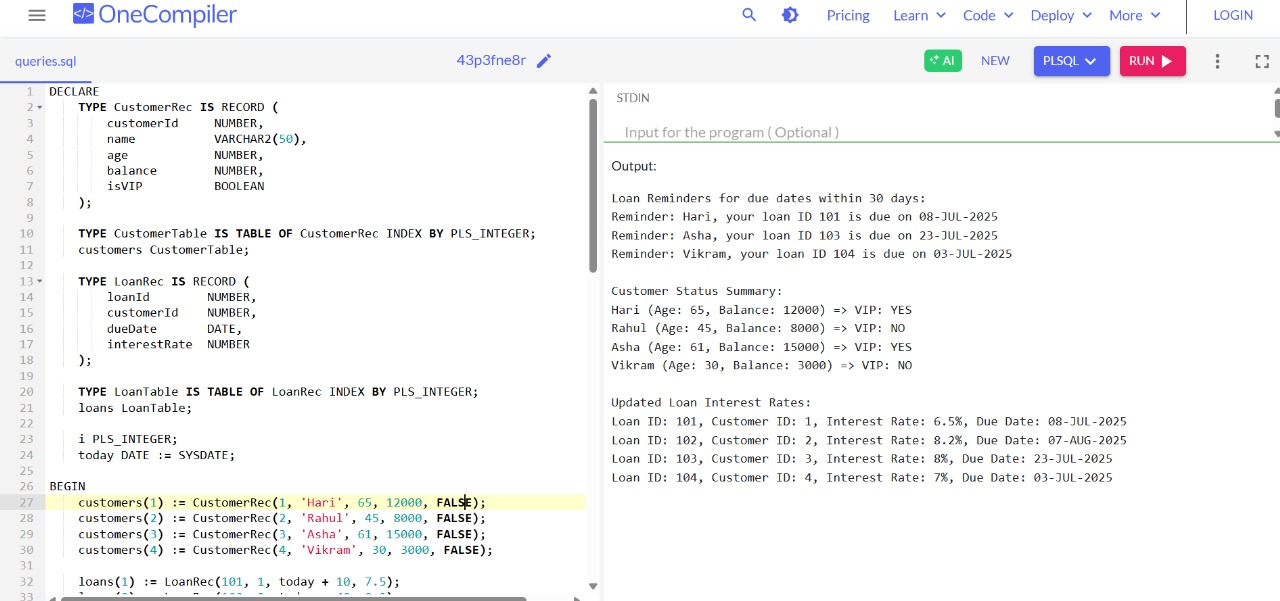 OneCompiler
Pricing Learn Code Deploy More LOGIN
queries.sql 43p3fne8r AI NEW PLSQL RUN
1 DECLARE
2 TYPE CustomerRec IS RECORD (
3 customerId NUMBER,
4 name VARCHAR2(50),
5 age NUMBER,
6 balance NUMBER,
7 isVIP BOOLEAN
8 );
9
10 TYPE CustomerTable IS TABLE OF CustomerRec INDEX BY PLS_INTEGER;
11 customers CustomerTable;
12
13 TYPE LoanRec IS RECORD (
14 loanId NUMBER,
15 customerId NUMBER,
16 dueDate DATE,
17 interestRate NUMBER
18 );
19
20 TYPE LoanTable IS TABLE OF LoanRec INDEX BY PLS_INTEGER;
21 loans LoanTable;
22
23 i PLS_INTEGER;
24 today DATE := SYSDATE;
25
26 BEGIN
27 customers(1) := CustomerRec(1, 'Hari', 65, 12000, FALSE);
28 customers(2) := CustomerRec(2, 'Rahul', 45, 8000, FALSE);
29 customers(3) := CustomerRec(3, 'Asha', 61, 15000, FALSE);
30 customers(4) := CustomerRec(4, 'Vikram', 30, 3000, FALSE);
31
32 loans(1) := LoanRec(101, 1, today + 10, 7.5);
33
STDIN
Input for the program ( Optional )
Output:
Loan Reminders for due dates within 30 days:
Reminder: Hari, your loan ID 101 is due on 08-JUL-2025
Reminder: Asha, your loan ID 103 is due on 23-JUL-2025
Reminder: Vikram, your loan ID 104 is due on 03-JUL-2025
Customer Status Summary:
Hari (Age: 65, Balance: 12000) => VIP: YES
Rahul (Age: 45, Balance: 8000) => VIP: NO
Asha (Age: 61, Balance: 15000) => VIP: YES
Vikram (Age: 30, Balance: 3000) => VIP: NO
Updated Loan Interest Rates:
Loan ID: 101, Customer ID: 1, Interest Rate: 6.5%, Due Date: 08-JUL-2025
Loan ID: 102, Customer ID: 2, Interest Rate: 8.2%, Due Date: 07-AUG-2025
Loan ID: 103, Customer ID: 3, Interest Rate: 8%, Due Date: 23-JUL-2025
Loan ID: 104, Customer ID: 4, Interest Rate: 7%, Due Date: 03-JUL-2025